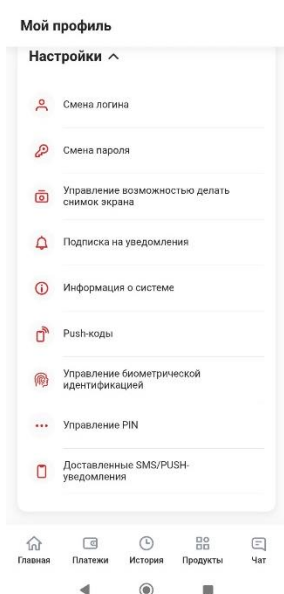 Мой профиль
Настройки
Смена логина
Смена пароля
Управление возможностью делать
снимок экрана
Подписка на уведомления
Информация о системе
Push-коды
Управление биометрической
идентификацией
Управление PIN
Доставленные SMS/PUSH-
уведомления
Главная Платежи История Продукты Чат